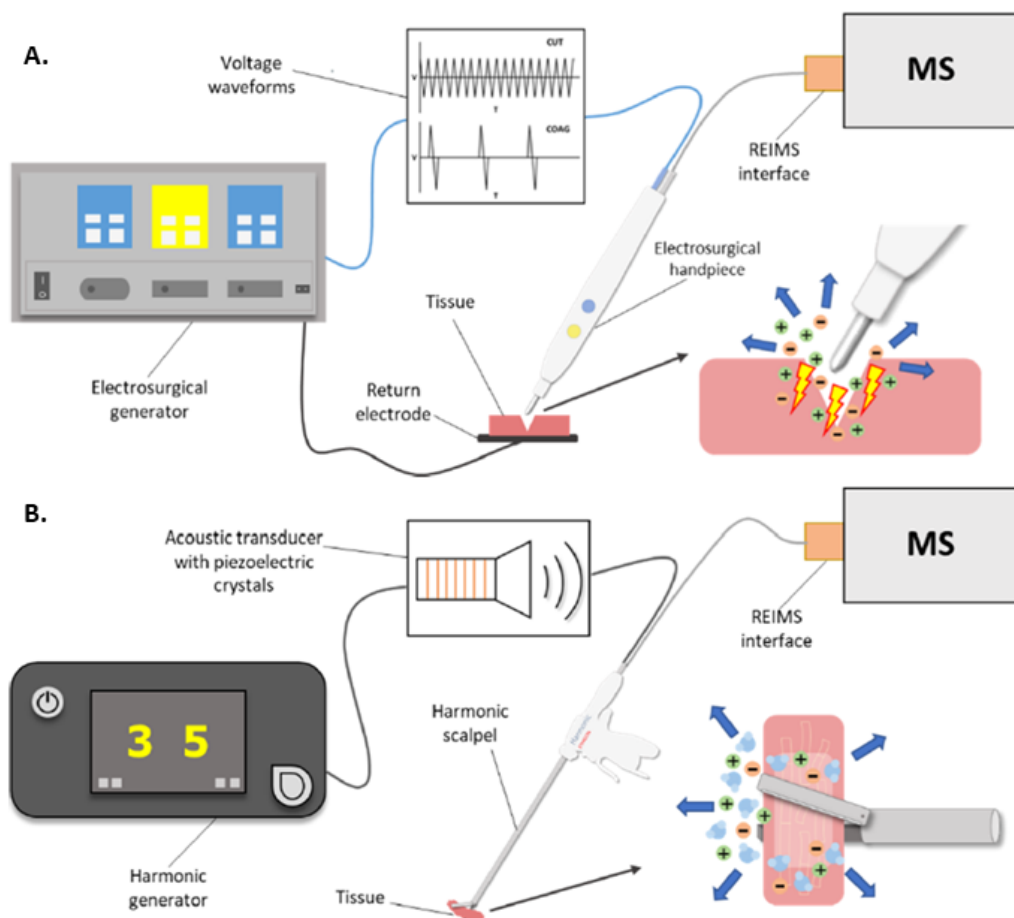 A.
Voltage
waveforms
CUT
V
T
COAG
V
T
MS
REIMS
interface
Electrosurgical
handpiece
Tissue
Return
electrode
Electrosurgical
generator
B.
Acoustic transducer
with piezoelectric
crystals
MS
REIMS
interface
3 5
Harmonic
scalpel
Harmonic
generator
Tissue